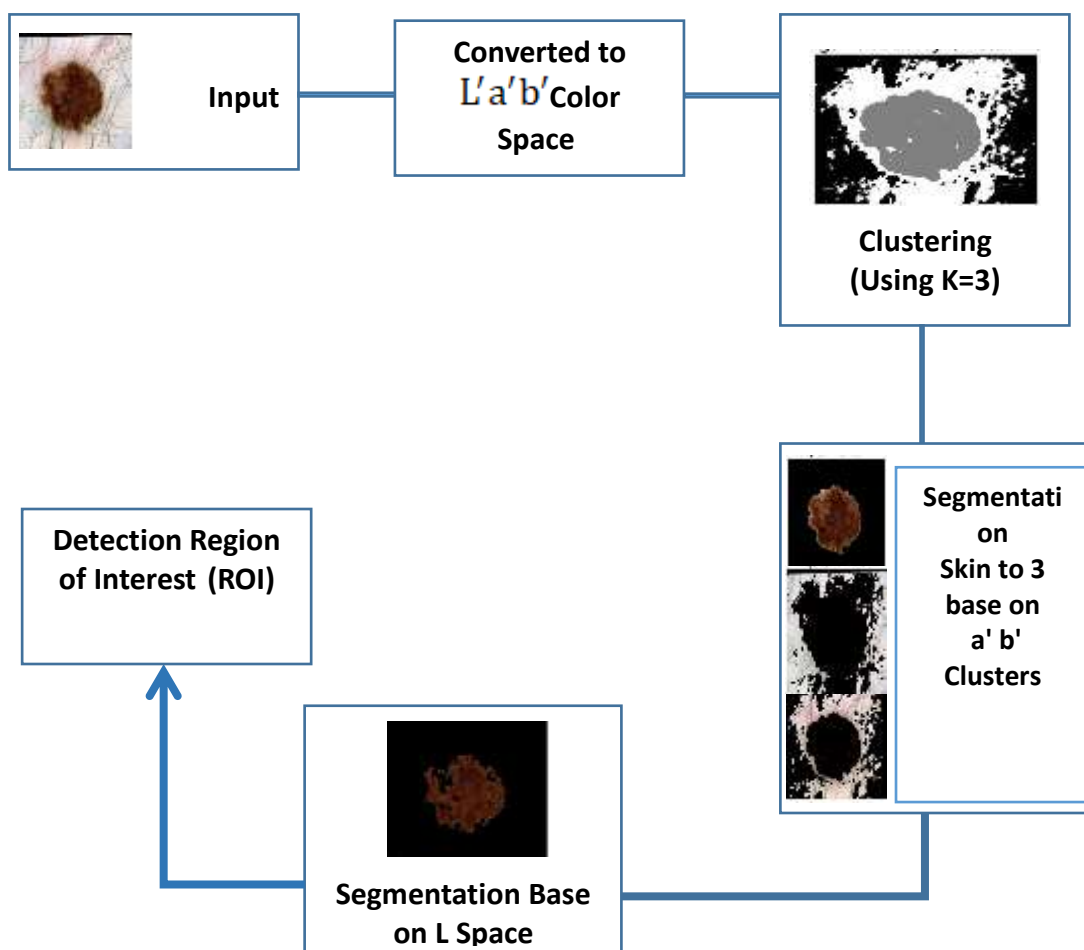 Input
Converted to
L'a'b' Color
Space
Clustering
(Using K=3)
Segmentati
on
Skin to 3
base on
a' b'
Clusters
Segmentation Base
on L Space
Detection Region
of Interest (ROI)